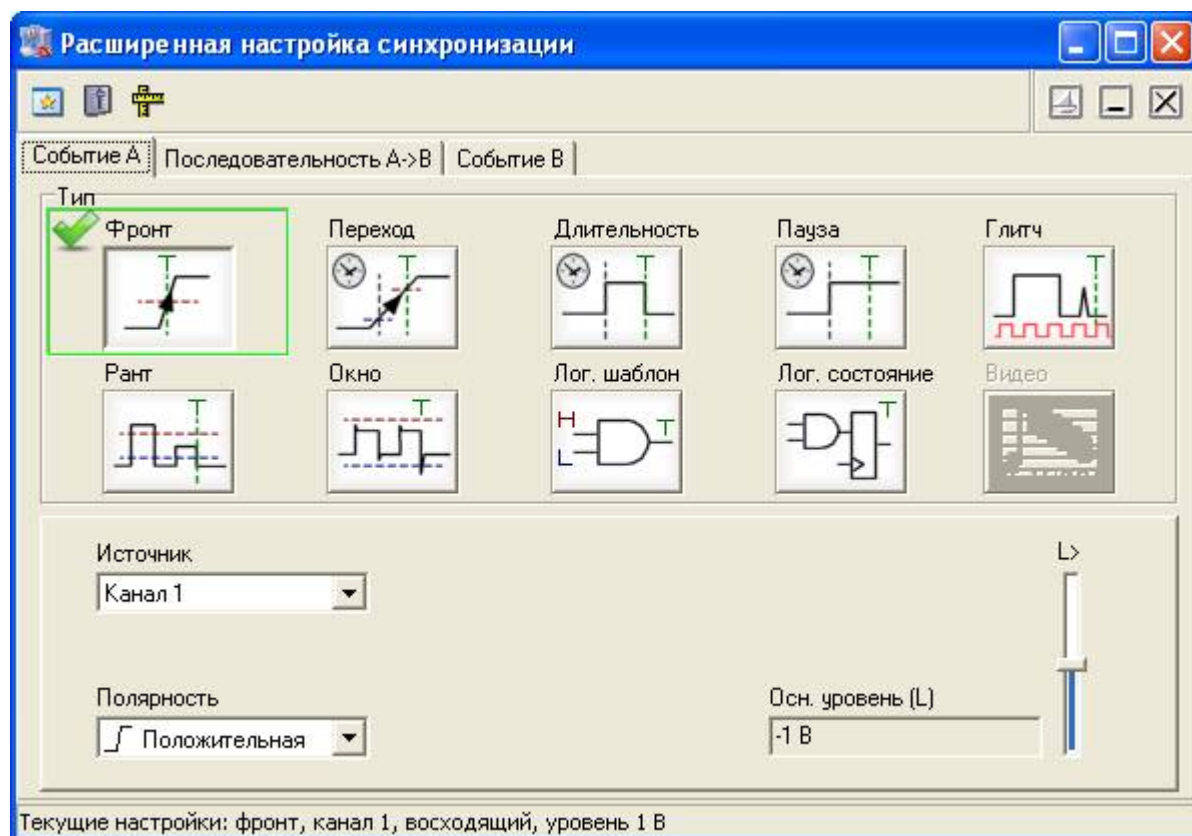 Расширенная настройка синхронизации
Событие А
Последовательность А->В
Событие В
Тип
Фронт
Переход
Длительность
Пауза
Глитч
Рант
Окно
Лог. шаблон
Лог. состояние
Видео
Источник
L>
Канал 1
Полярность
Осн. уровень (L)
Положительная
-1 В
Текущие настройки: фронт, канал 1, восходящий, уровень 1 В